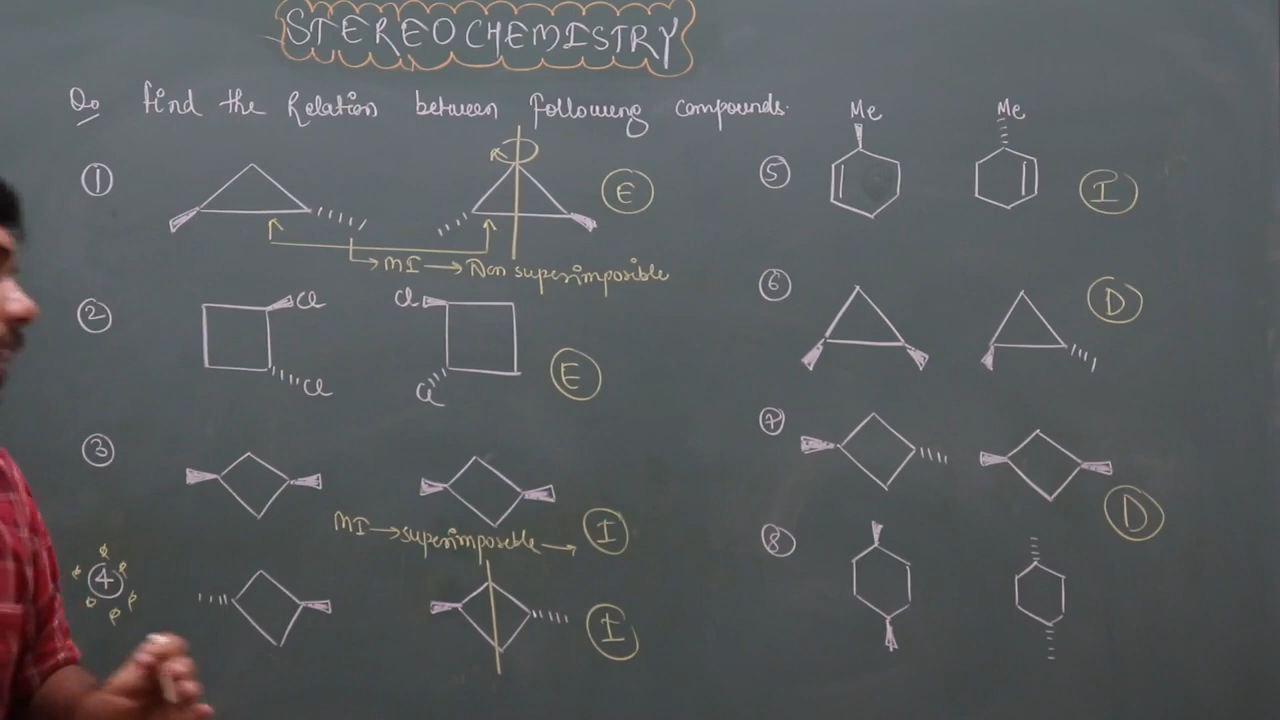 STEREOCHEMISTRY
Qo find the Relation between following compounds.
① E
MI → Non superimposible
② Cl Cl Cl Cl E
③ I
MI → superimposible →
④ I
⑤ Me Me I
⑥ D
⑦ D
⑧